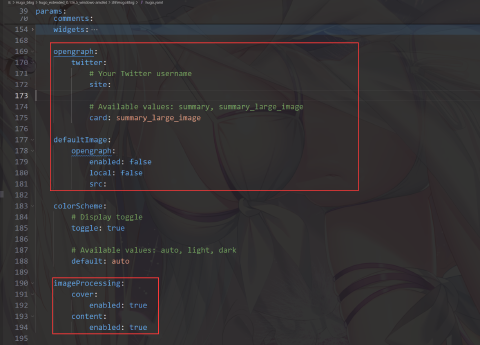 39 params:
70 comments:
154 widgets: ...
168
169 opengraph:
170 twitter:
171 # Your Twitter username
172 site:
173
174 # Available values: summary, summary_large_image
175 card: summary_large_image
176
177 defaultImage:
178 opengraph:
179 enabled: false
180 local: false
181 src:
182
183 colorScheme:
184 # Display toggle
185 toggle: true
186
187 # Available values: auto, light, dark
188 default: auto
189
190 imageProcessing:
191 cover:
192 enabled: true
193 content:
194 enabled: true
195